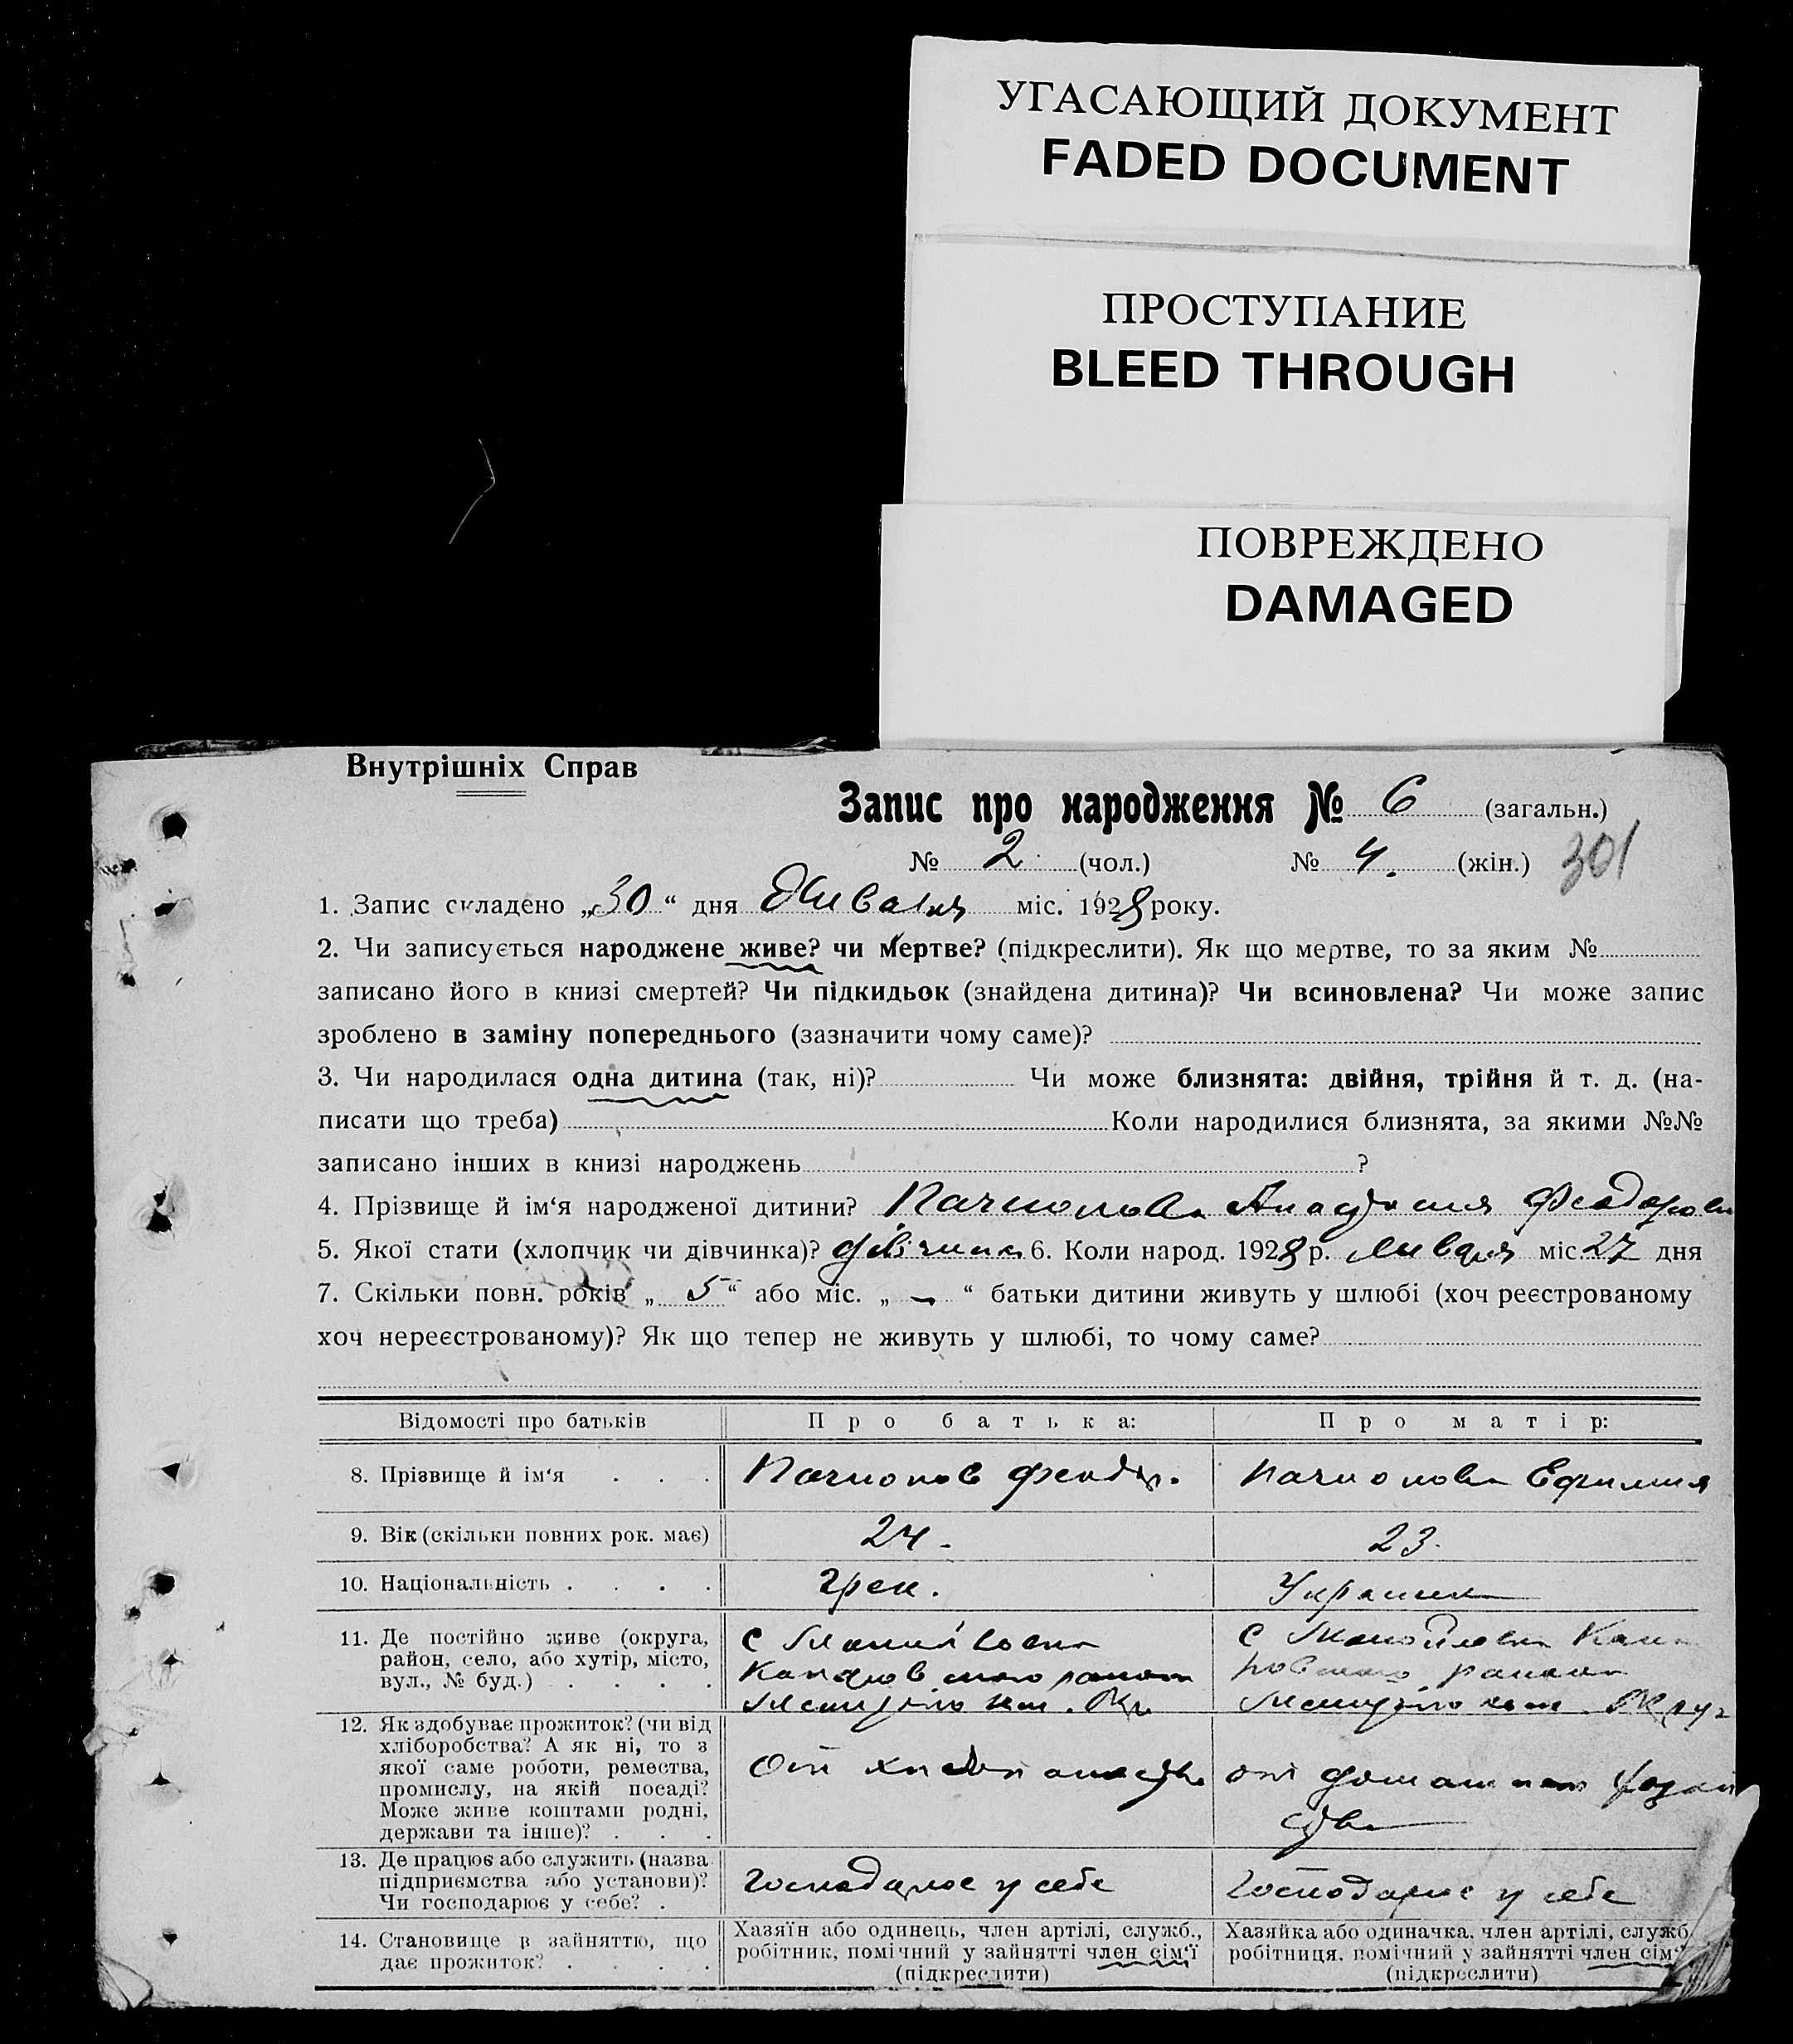 УГАСАЮЩИЙ ДОКУМЕНТ
FADED DOCUMENT
ПРОСТУПАНИЕ
BLEED THROUGH
ПОВРЕЖДЕНО
DAMAGED
Внутрішніх Справ
Запис про народження № 6 (загальн.)
№ 2 (чол.) № 4. (жін.) 301
1. Запис складено „30“ дня міс. 1928 року.
2. Чи записується народжене живе? чи мертве? (підкреслити). Як що мертве, то за яким №
записано його в книзі смертей? Чи підкидьок (знайдена дитина)? Чи всиновлена? Чи може запис
зроблено в заміну попереднього (зазначити чому саме)?
3. Чи народилася одна дитина (так, ні)? Чи може близнята: двійня, трійня й т. д. (на-
писати що треба) Коли народилися близнята, за якими №№
записано інших в книзі народжень ?
4. Прізвище й ім‘я народженої дитини?
5. Якої стати (хлопчик чи дівчинка)? дівчинка 6. Коли народ. 1928 р. Января міс. 27 дня
7. Скільки повн. років „ 5 “ або міс. „ – “ батьки дитини живуть у шлюбі (хоч реєстрованому
хоч нереєстрованому)? Як що тепер не живуть у шлюбі, то чому саме?
Відомості про батьків Про батька: Про матір:
8. Прізвище й ім‘я . . . Ефимия
9. Вік (скільки повних рок. має) 24. 23.
10. Національність . . . . Грек. Украинка
11. Де постійно живе (округа, с с
район, село, або хутір, місто, района района
вул., № буд.) . . . .
12. Як здобуває прожиток? (чи від
хліборобства? А як ні, то з
якої саме роботи, ремества, От от
промислу, на якій посаді?
Може живе коштами родні,
держави та інше)? . . .
13. Де працює або служить (назва
підприємства або установи)? Господарює у себе Господарює у себе
Чи господарює у себе? .
14. Становище в зайняттю, що дає прожиток? . . . .
Хазяїн або одинець, член артілі, служб.,
робітник, помічний у зайнятті член сім‘ї
(підкреслити)
Хазяйка або одиначка, член артілі, служб.
робітниця, помічний у зайнятті член сім‘
(підкреслити)